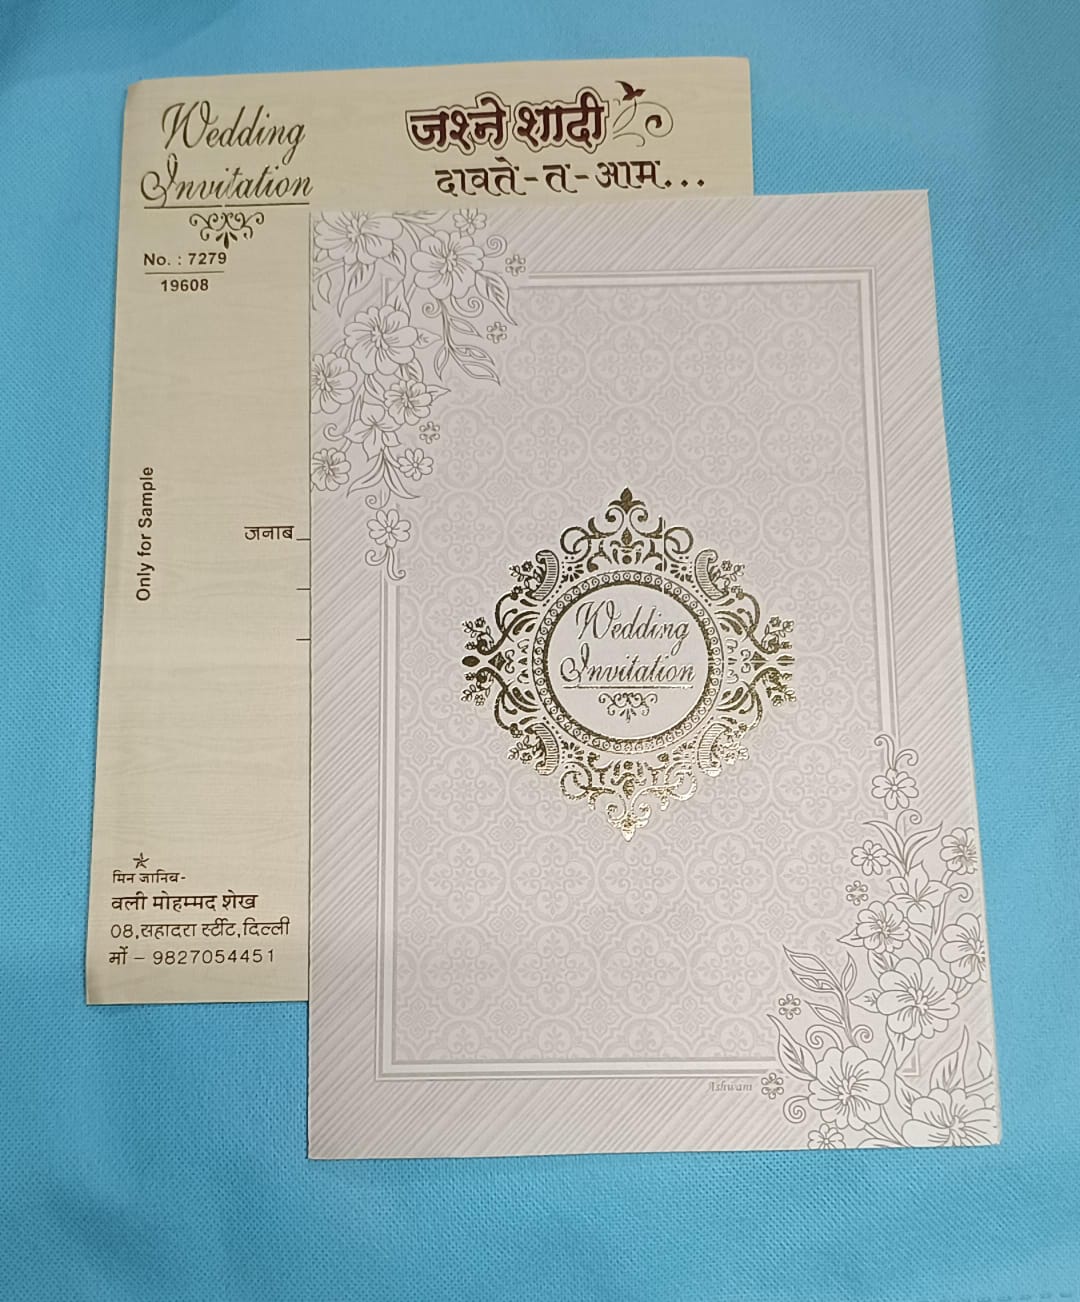 Wedding
Invitation
No. : 7279
19608
जश्ने शादी
दावते-त-आम...
Only for Sample
जनाब
मिन जानिब-
वली मोहम्मद शेख
08,सहादरा र्स्टीट,दिल्ली
मों – 9827054451
Wedding
Invitation
Ashwani